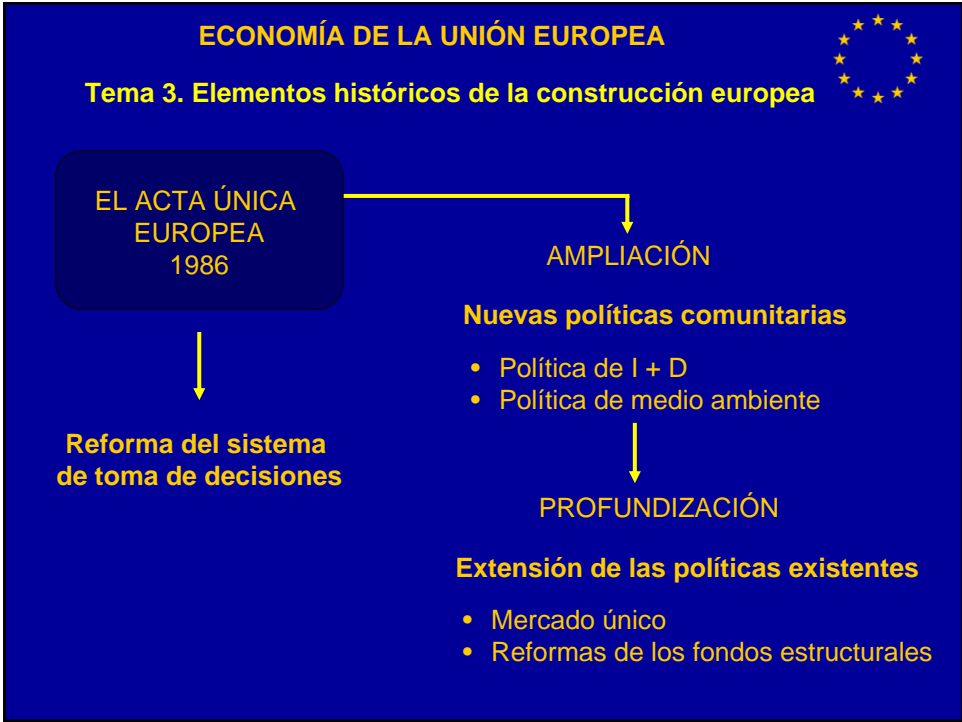 ECONOMÍA DE LA UNIÓN EUROPEA
Tema 3. Elementos históricos de la construcción europea
EL ACTA ÚNICA
EUROPEA
1986
Reforma del sistema
de toma de decisiones
AMPLIACIÓN
Nuevas políticas comunitarias
• Política de I + D
• Política de medio ambiente
PROFUNDIZACIÓN
Extensión de las políticas existentes
• Mercado único
• Reformas de los fondos estructurales